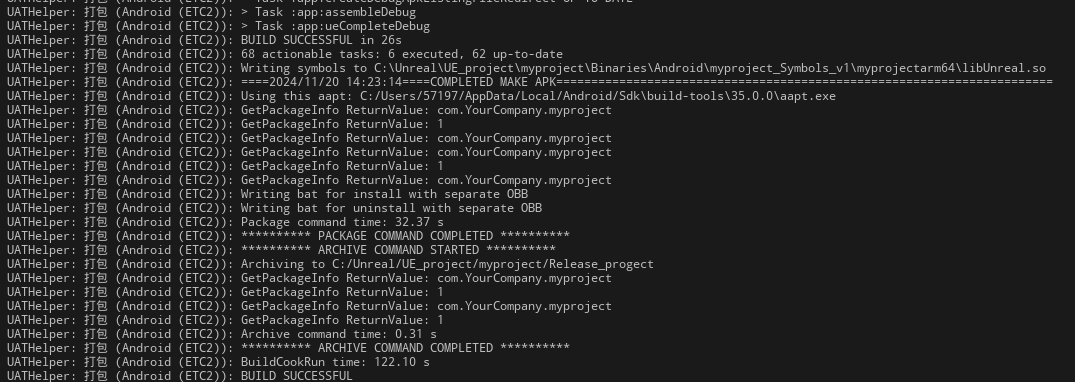 UATHelper: 打包 (Android (ETC2)): > Task :app:assembleDebug
UATHelper: 打包 (Android (ETC2)): > Task :app:ueCompleteDebug
UATHelper: 打包 (Android (ETC2)): BUILD SUCCESSFUL in 26s
UATHelper: 打包 (Android (ETC2)): 68 actionable tasks: 6 executed, 62 up-to-date
UATHelper: 打包 (Android (ETC2)): Writing symbols to C:\Unreal\UE_project\myproject\Binaries\Android\myproject_Symbols_v1\myprojectarm64\libUnreal.so
UATHelper: 打包 (Android (ETC2)): ====2024/11/20 14:23:14====COMPLETED MAKE APK=======================================================================
UATHelper: 打包 (Android (ETC2)): Using this aapt: C:/Users/57197/AppData/Local/Android/Sdk\build-tools\35.0.0\aapt.exe
UATHelper: 打包 (Android (ETC2)): GetPackageInfo ReturnValue: com.YourCompany.myproject
UATHelper: 打包 (Android (ETC2)): GetPackageInfo ReturnValue: 1
UATHelper: 打包 (Android (ETC2)): GetPackageInfo ReturnValue: com.YourCompany.myproject
UATHelper: 打包 (Android (ETC2)): GetPackageInfo ReturnValue: com.YourCompany.myproject
UATHelper: 打包 (Android (ETC2)): GetPackageInfo ReturnValue: 1
UATHelper: 打包 (Android (ETC2)): GetPackageInfo ReturnValue: com.YourCompany.myproject
UATHelper: 打包 (Android (ETC2)): Writing bat for install with separate OBB
UATHelper: 打包 (Android (ETC2)): Writing bat for uninstall with separate OBB
UATHelper: 打包 (Android (ETC2)): Package command time: 32.37 s
UATHelper: 打包 (Android (ETC2)): ********** PACKAGE COMMAND COMPLETED **********
UATHelper: 打包 (Android (ETC2)): ********** ARCHIVE COMMAND STARTED **********
UATHelper: 打包 (Android (ETC2)): Archiving to C:/Unreal/UE_project/myproject/Release_progect
UATHelper: 打包 (Android (ETC2)): GetPackageInfo ReturnValue: com.YourCompany.myproject
UATHelper: 打包 (Android (ETC2)): GetPackageInfo ReturnValue: 1
UATHelper: 打包 (Android (ETC2)): GetPackageInfo ReturnValue: com.YourCompany.myproject
UATHelper: 打包 (Android (ETC2)): GetPackageInfo ReturnValue: 1
UATHelper: 打包 (Android (ETC2)): Archive command time: 0.31 s
UATHelper: 打包 (Android (ETC2)): ********** ARCHIVE COMMAND COMPLETED **********
UATHelper: 打包 (Android (ETC2)): BuildCookRun time: 122.10 s
UATHelper: 打包 (Android (ETC2)): BUILD SUCCESSFUL